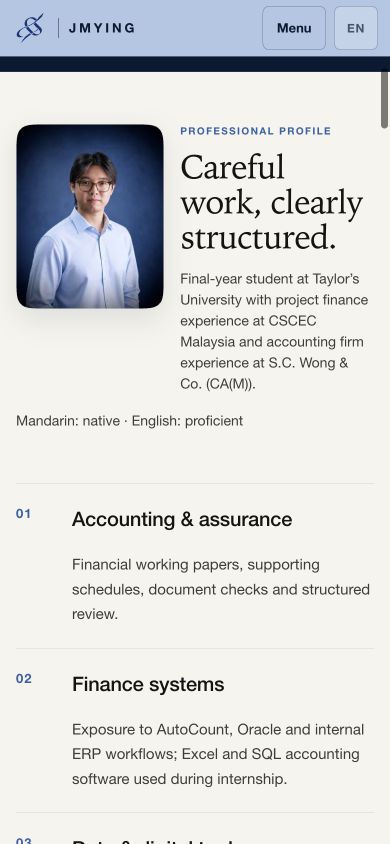 JMYING
Menu
EN
PROFESSIONAL PROFILE
Careful
work, clearly
structured.
Final-year student at Taylor’s
University with project finance
experience at CSCEC
Malaysia and accounting firm
experience at S.C. Wong &
Co. (CA(M)).
Mandarin: native · English: proficient
01
Accounting & assurance
Financial working papers, supporting
schedules, document checks and structured
review.
02
Finance systems
Exposure to AutoCount, Oracle and internal
ERP workflows; Excel and SQL accounting
software used during internship.
03